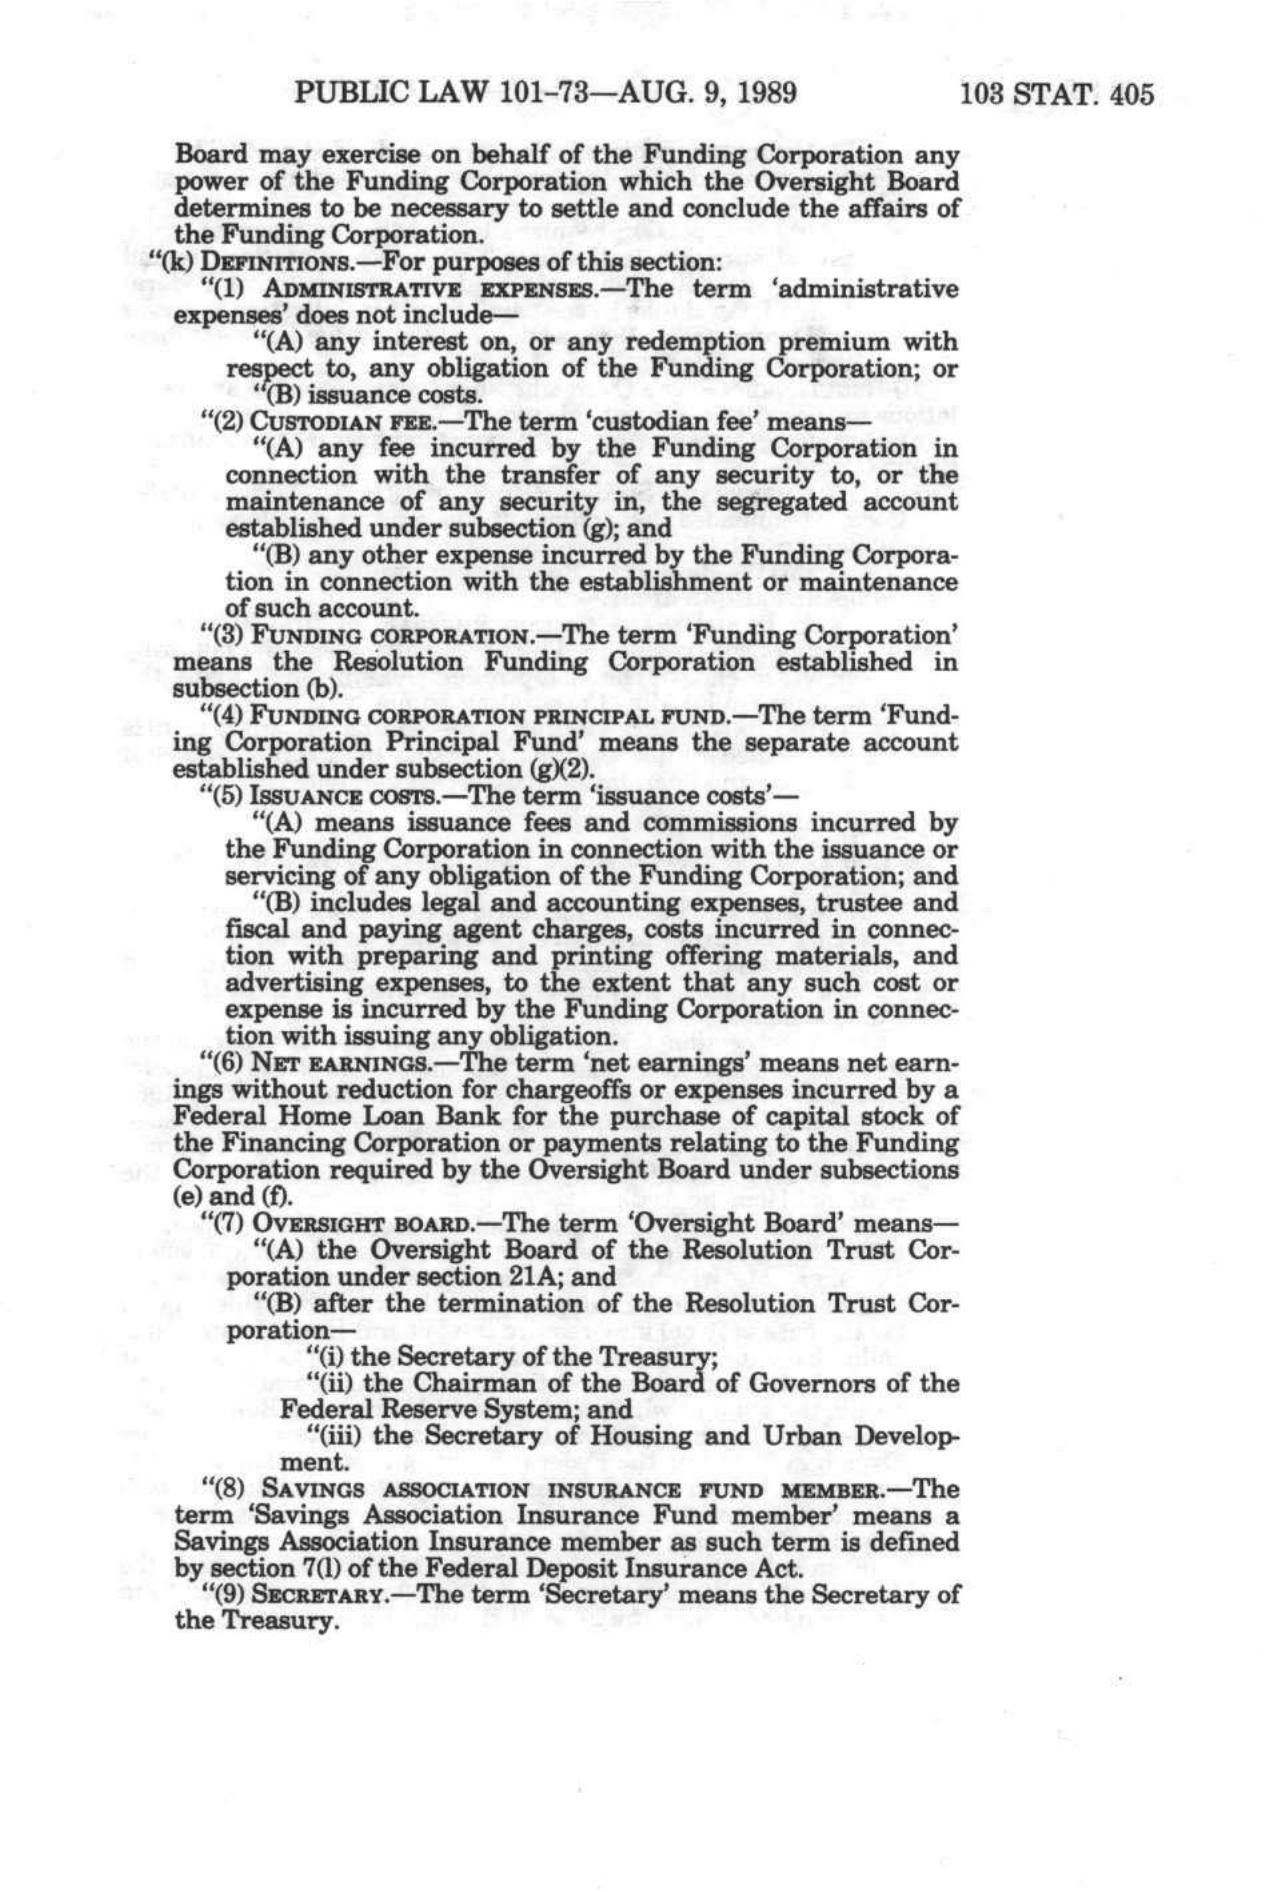 PUBLIC LAW 101–73—AUG. 9, 1989 103 STAT. 405
Board may exercise on behalf of the Funding Corporation any
power of the Funding Corporation which the Oversight Board
determines to be necessary to settle and conclude the affairs of
the Funding Corporation.
“(k) DEFINITIONS.—For purposes of this section:
“(1) ADMINISTRATIVE EXPENSES.—The term ‘administrative
expenses’ does not include—
“(A) any interest on, or any redemption premium with
respect to, any obligation of the Funding Corporation; or
“(B) issuance costs.
“(2) CUSTODIAN FEE.—The term ‘custodian fee’ means—
“(A) any fee incurred by the Funding Corporation in
connection with the transfer of any security to, or the
maintenance of any security in, the segregated account
established under subsection (g); and
“(B) any other expense incurred by the Funding Corpora-
tion in connection with the establishment or maintenance
of such account.
“(3) FUNDING CORPORATION.—The term ‘Funding Corporation’
means the Resolution Funding Corporation established in
subsection (b).
“(4) FUNDING CORPORATION PRINCIPAL FUND.—The term ‘Fund-
ing Corporation Principal Fund’ means the separate account
established under subsection (g)(2).
“(5) ISSUANCE COSTS.—The term ‘issuance costs’—
“(A) means issuance fees and commissions incurred by
the Funding Corporation in connection with the issuance or
servicing of any obligation of the Funding Corporation; and
“(B) includes legal and accounting expenses, trustee and
fiscal and paying agent charges, costs incurred in connec-
tion with preparing and printing offering materials, and
advertising expenses, to the extent that any such cost or
expense is incurred by the Funding Corporation in connec-
tion with issuing any obligation.
“(6) NET EARNINGS.—The term ‘net earnings’ means net earn-
ings without reduction for chargeoffs or expenses incurred by a
Federal Home Loan Bank for the purchase of capital stock of
the Financing Corporation or payments relating to the Funding
Corporation required by the Oversight Board under subsections
(e) and (f).
“(7) OVERSIGHT BOARD.—The term ‘Oversight Board’ means—
“(A) the Oversight Board of the Resolution Trust Cor-
poration under section 21A; and
“(B) after the termination of the Resolution Trust Cor-
poration—
“(i) the Secretary of the Treasury;
“(ii) the Chairman of the Board of Governors of the
Federal Reserve System; and
“(iii) the Secretary of Housing and Urban Develop-
ment.
“(8) SAVINGS ASSOCIATION INSURANCE FUND MEMBER.—The
term ‘Savings Association Insurance Fund member’ means a
Savings Association Insurance member as such term is defined
by section 7(l) of the Federal Deposit Insurance Act.
“(9) SECRETARY.—The term ‘Secretary’ means the Secretary of
the Treasury.